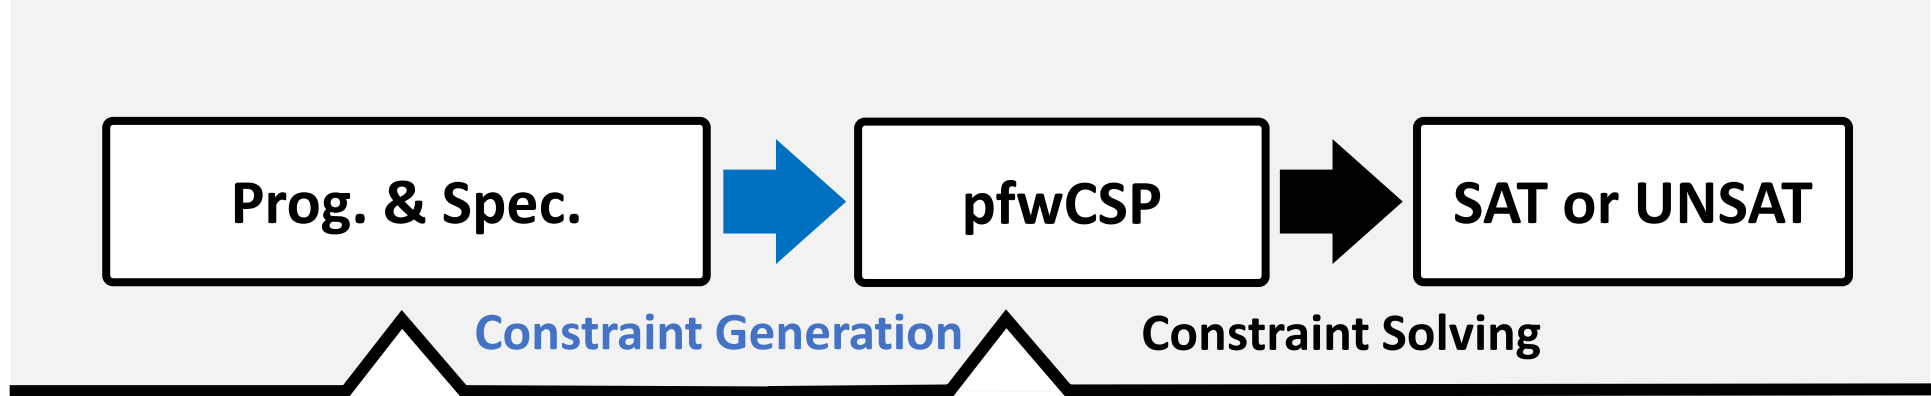 Prog. & Spec.
pfwCSP
SAT or UNSAT
Constraint Generation
Constraint Solving